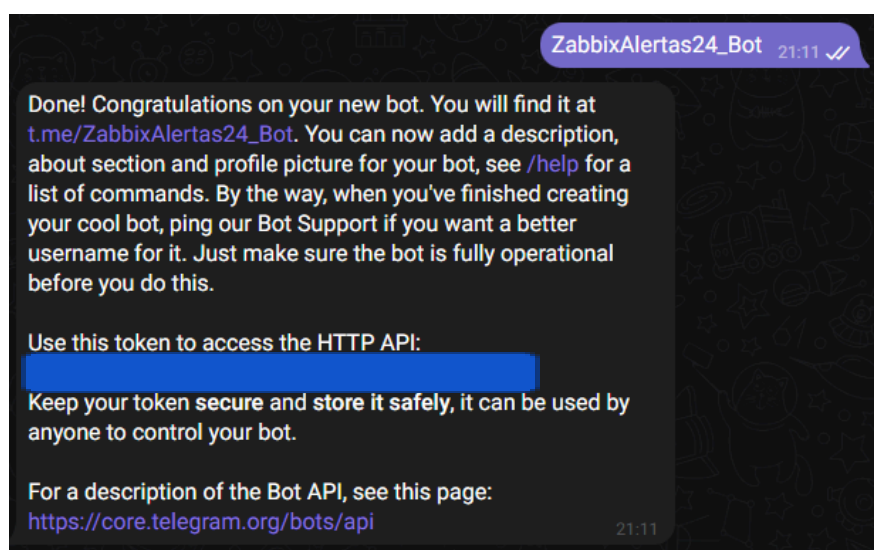 ZabbixAlertas24_Bot 21:11
Done! Congratulations on your new bot. You will find it at
t.me/ZabbixAlertas24_Bot. You can now add a description,
about section and profile picture for your bot, see /help for a
list of commands. By the way, when you've finished creating
your cool bot, ping our Bot Support if you want a better
username for it. Just make sure the bot is fully operational
before you do this.
Use this token to access the HTTP API:
Keep your token secure and store it safely, it can be used by
anyone to control your bot.
For a description of the Bot API, see this page:
https://core.telegram.org/bots/api 21:11